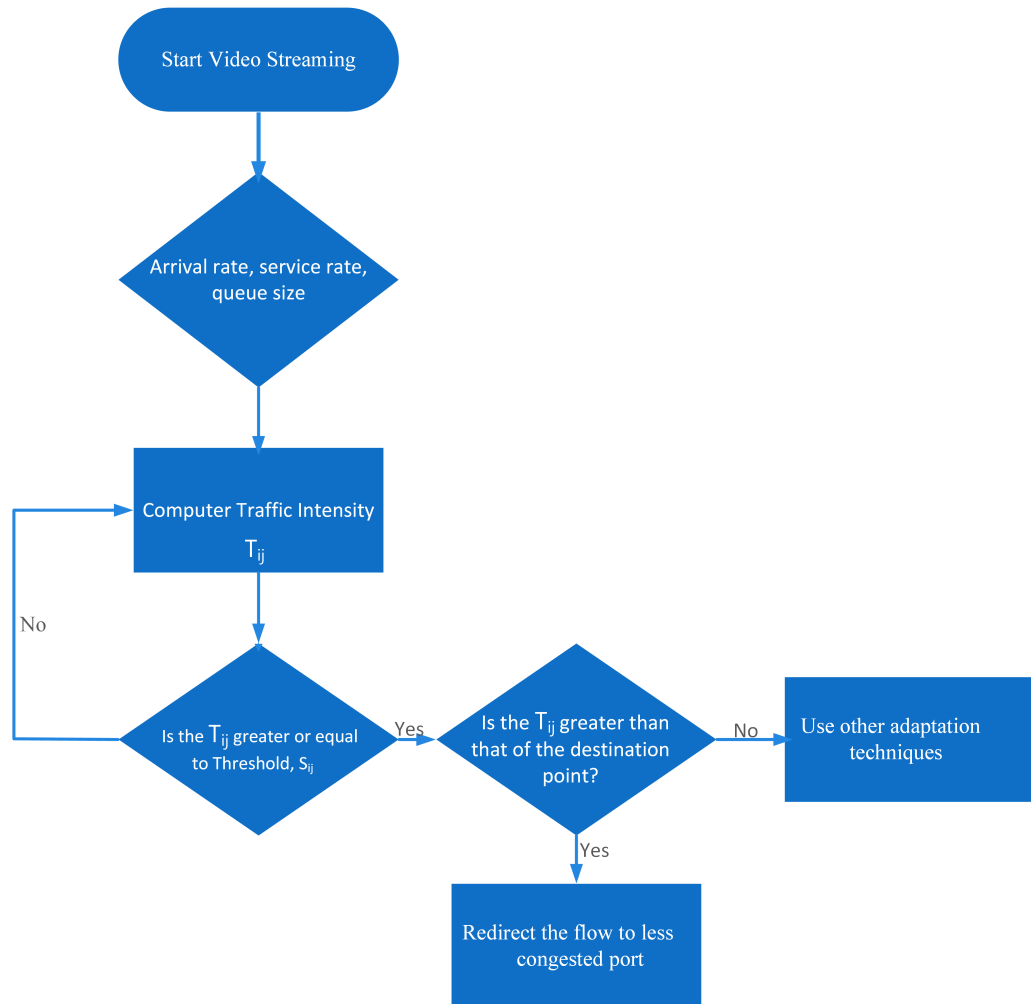 Start Video Streaming
Arrival rate, service rate,
queue size
Computer Traffic Intensity
Tij
No
Is the Tij greater or equal
to Threshold, Sij
Yes
Is the Tij greater than
that of the destination
point?
No
Use other adaptation
techniques
Yes
Redirect the flow to less
congested port